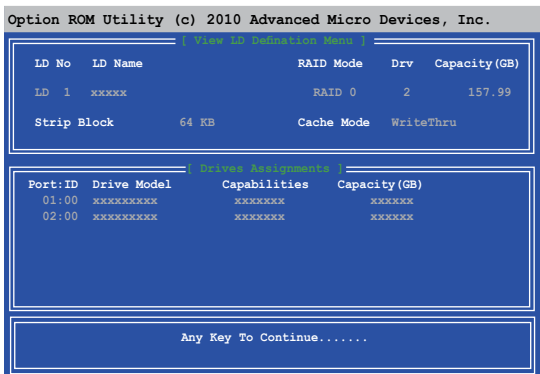 Option ROM Utility (c) 2010 Advanced Micro Devices, Inc.
[ View LD Defination Menu ]
LD No LD Name RAID Mode Drv Capacity(GB)
LD 1 xxxxx RAID 0 2 157.99
Strip Block 64 KB Cache Mode WriteThru
[ Drives Assignments ]
Port:ID Drive Model Capabilities Capacity(GB)
01:00 xxxxxxxxx xxxxxxx xxxxxx
02:00 xxxxxxxxx xxxxxxx xxxxxx
Any Key To Continue.......